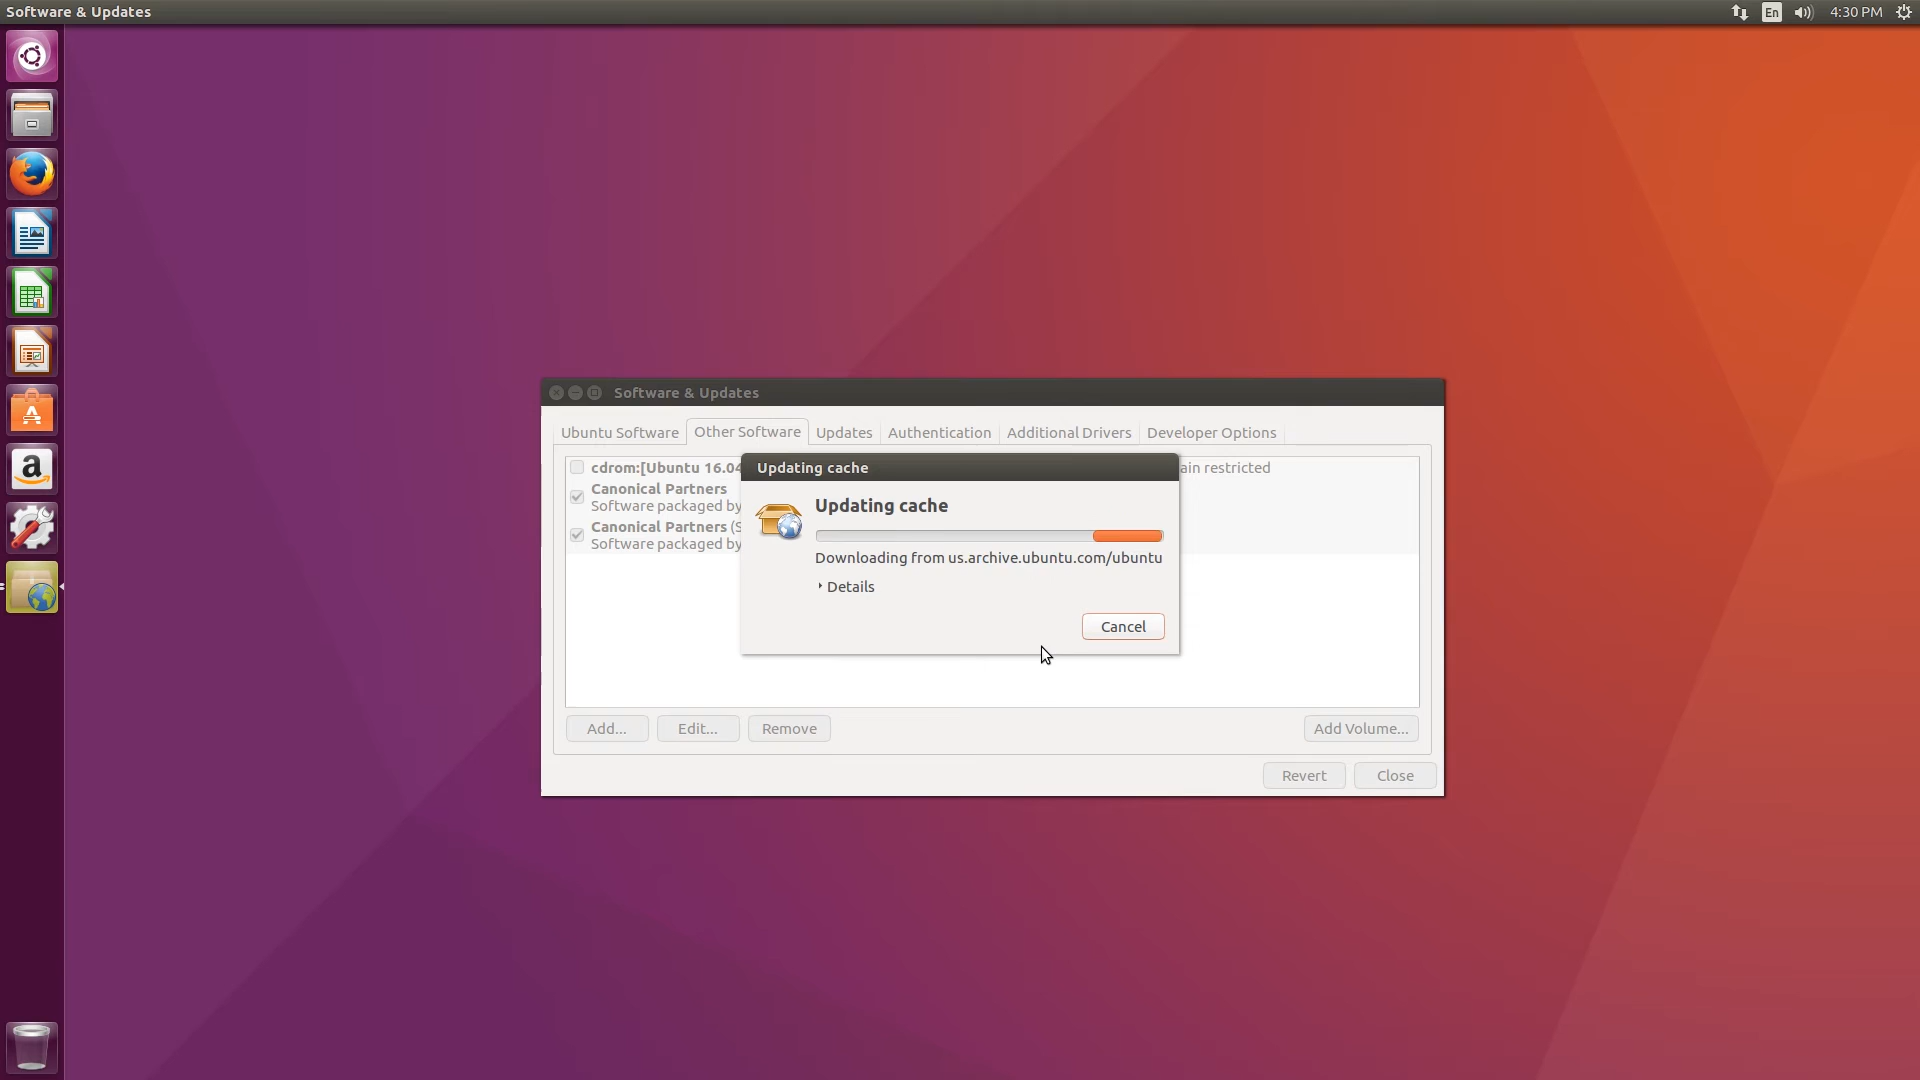 Software & Updates
En
4:30 PM
Software & Updates
Ubuntu Software
Other Software
Updates
Authentication
Additional Drivers
Developer Options
cdrom:[Ubuntu 16.04
ain restricted
Canonical Partners
Software packaged by
Canonical Partners (S
Software packaged by
Updating cache
Updating cache
Downloading from us.archive.ubuntu.com/ubuntu
Details
Cancel
Add...
Edit...
Remove
Add Volume...
Revert
Close